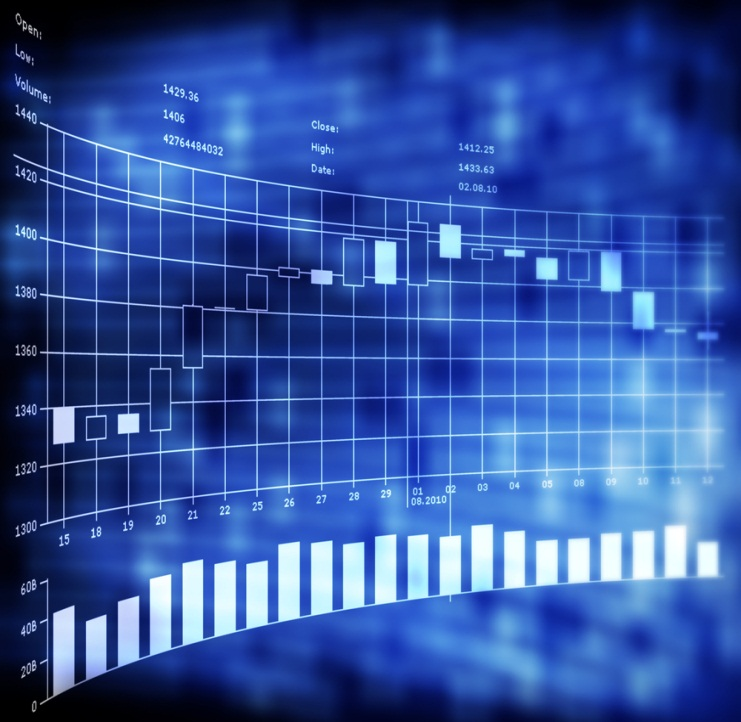 Open:
Low:
Volume:
1429.36
1406
42764484032
Close:
High:
Date:
1412.25
1433.63
02.08.10
1440
1420
1400
1380
1360
1340
1320
1300
15 18 19 20 21 22 25 26 27 28 29 01 02 03 04 05 08 09 10 11 12
08.2010
60B
40B
20B
0